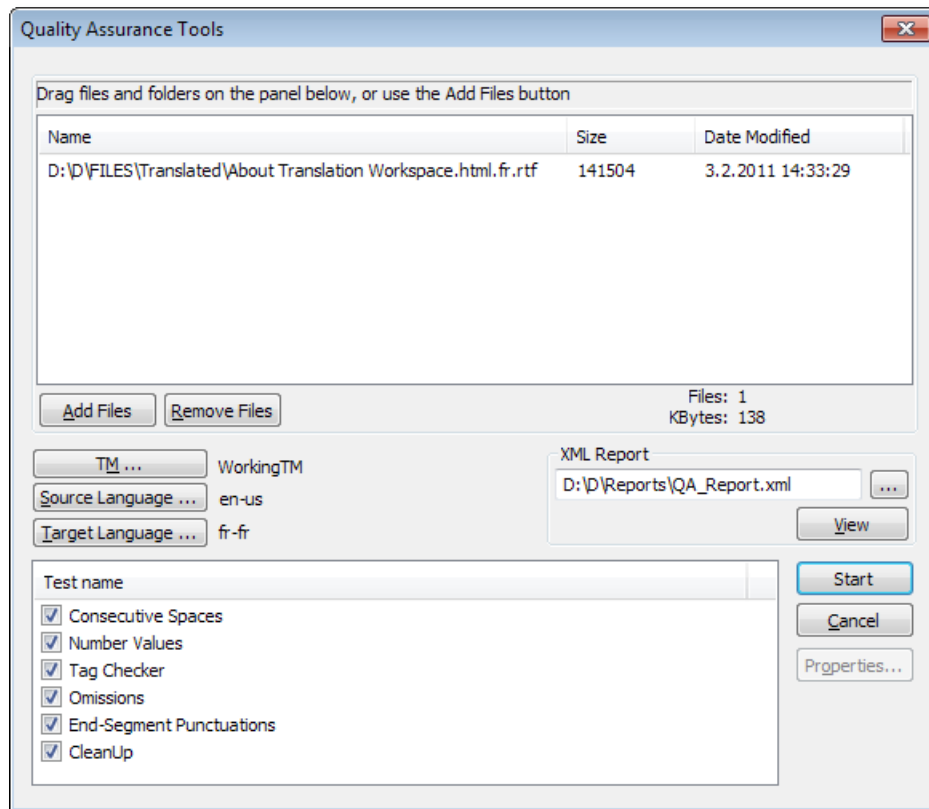 Quality Assurance Tools
Drag files and folders on the panel below, or use the Add Files button
Name Size Date Modified
D:\D\FILES\Translated\About Translation Workspace.html.fr.rtf 141504 3.2.2011 14:33:29
Add Files Remove Files
Files: 1
KBytes: 138
TM ... WorkingTM
Source Language ... en-us
Target Language ... fr-fr
XML Report
D:\D\Reports\QA_Report.xml ...
View
Test name
Consecutive Spaces
Number Values
Tag Checker
Omissions
End-Segment Punctuations
CleanUp
Start
Cancel
Properties...